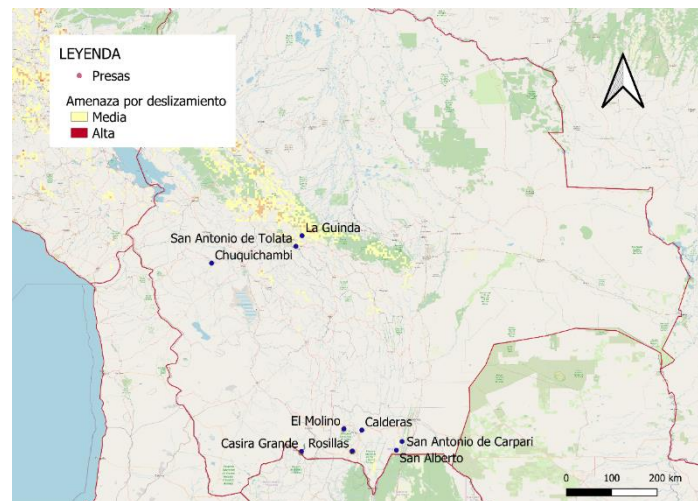 LEYENDA
Presas
Amenaza por deslizamiento
Media
Alta
La Guinda
San Antonio de Tolata
Chuquichambi
El Molino
Calderas
Casira Grande
Rosillas
San Antonio de Carpari
San Alberto
0 100 200 km